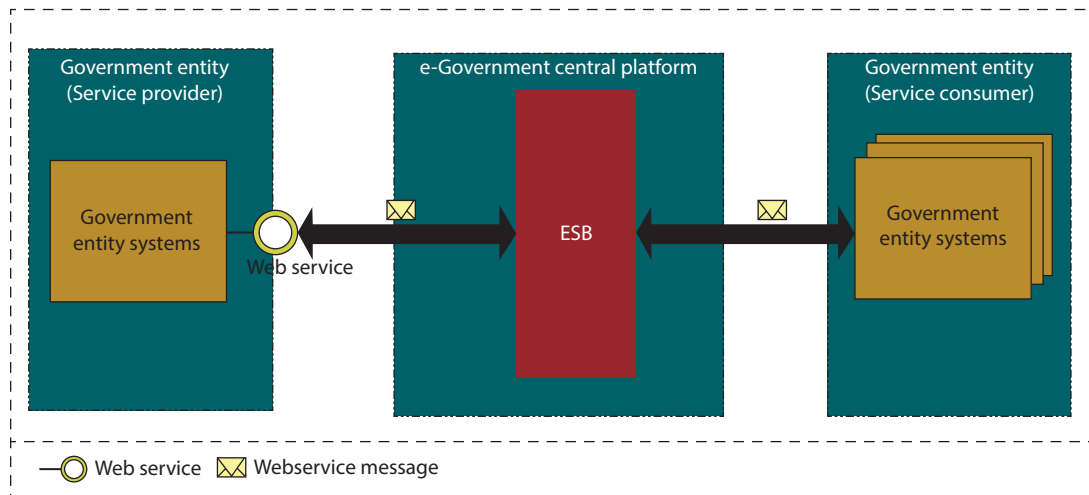 Government entity
(Service provider)
e-Government central platform
Government entity
(Service consumer)
Government
entity systems
Web service
ESB
Government
entity systems
Web service
Webservice message